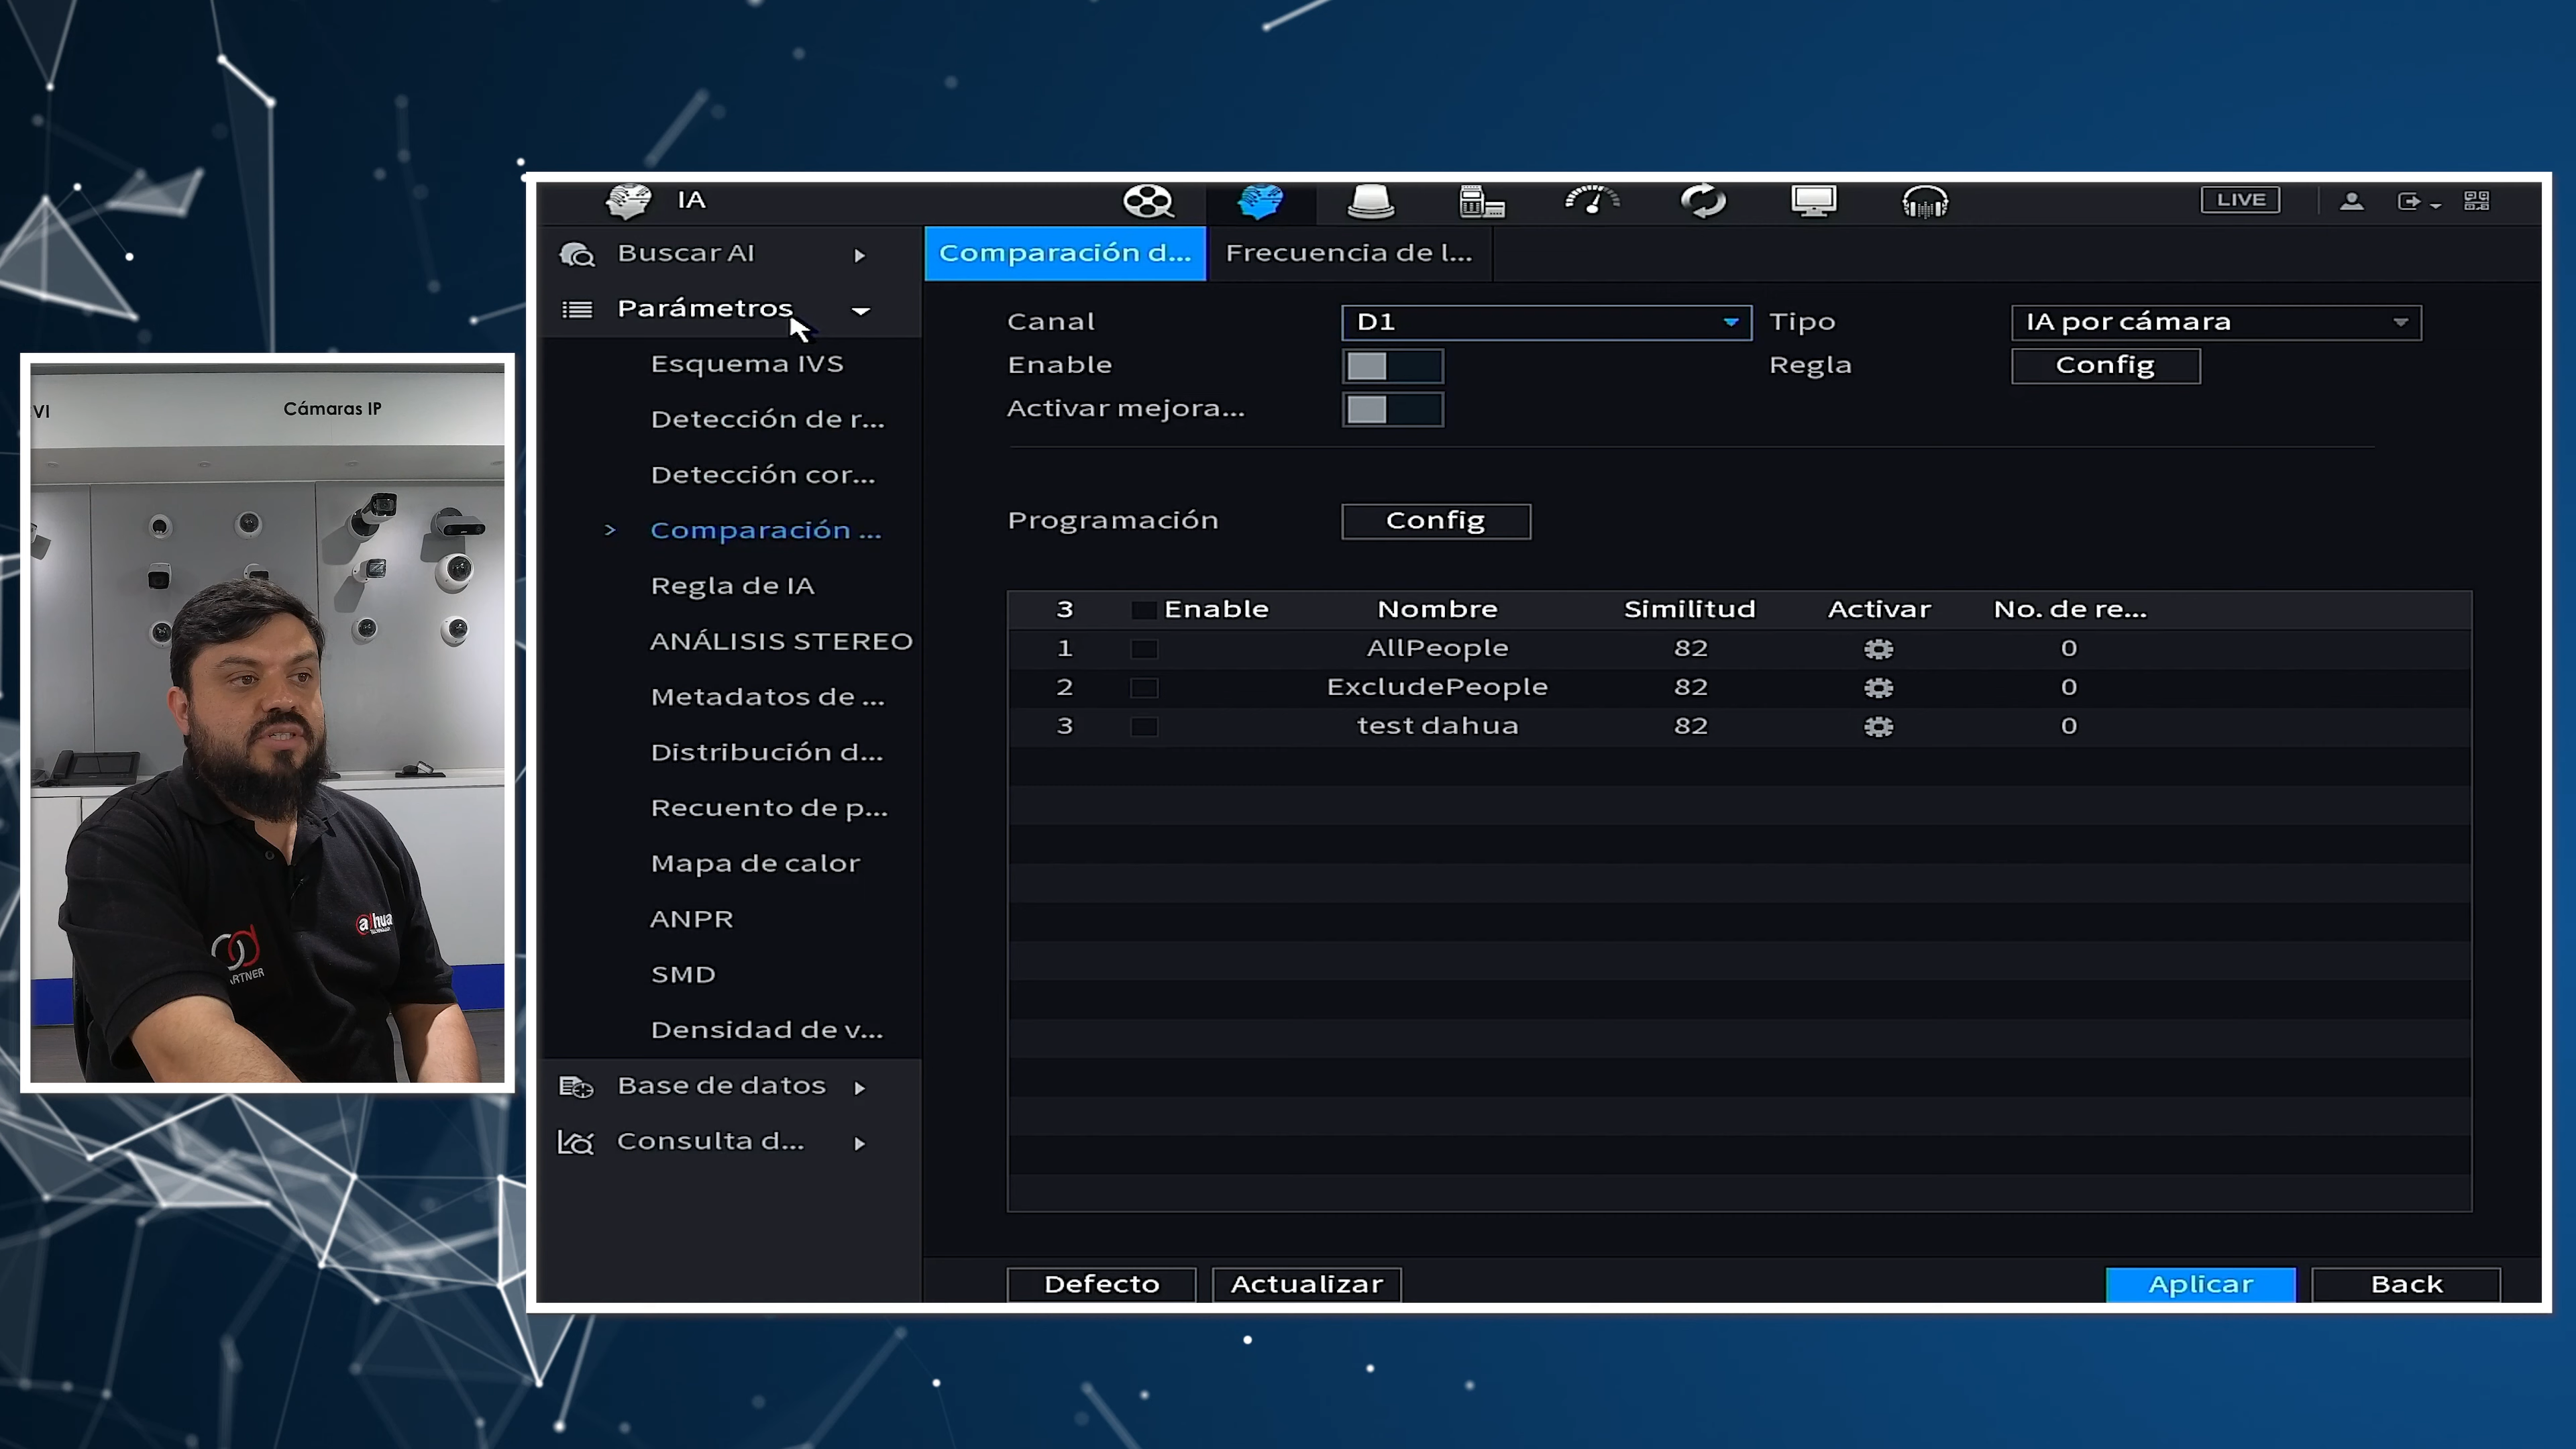 IA
LIVE
Buscar AI
Comparación d...
Frecuencia de l...
Parámetros
Canal
D1
Tipo
IA por cámara
Esquema IVS
Enable
Regla
Config
Activar mejora...
Detección de r...
Detección cor...
Programación
Config
Comparación ...
Regla de IA
ANÁLISIS STEREO
Metadatos de ...
Distribución d...
Recuento de p...
Mapa de calor
ANPR
SMD
Densidad de v...
Base de datos
Consulta d...
3 Enable Nombre Similitud Activar No. de re...
1 AllPeople 82 0
2 ExcludePeople 82 0
3 test dahua 82 0
Defecto
Actualizar
Aplicar
Back
VI
Cámaras IP
alhua
TECHNOLOGY